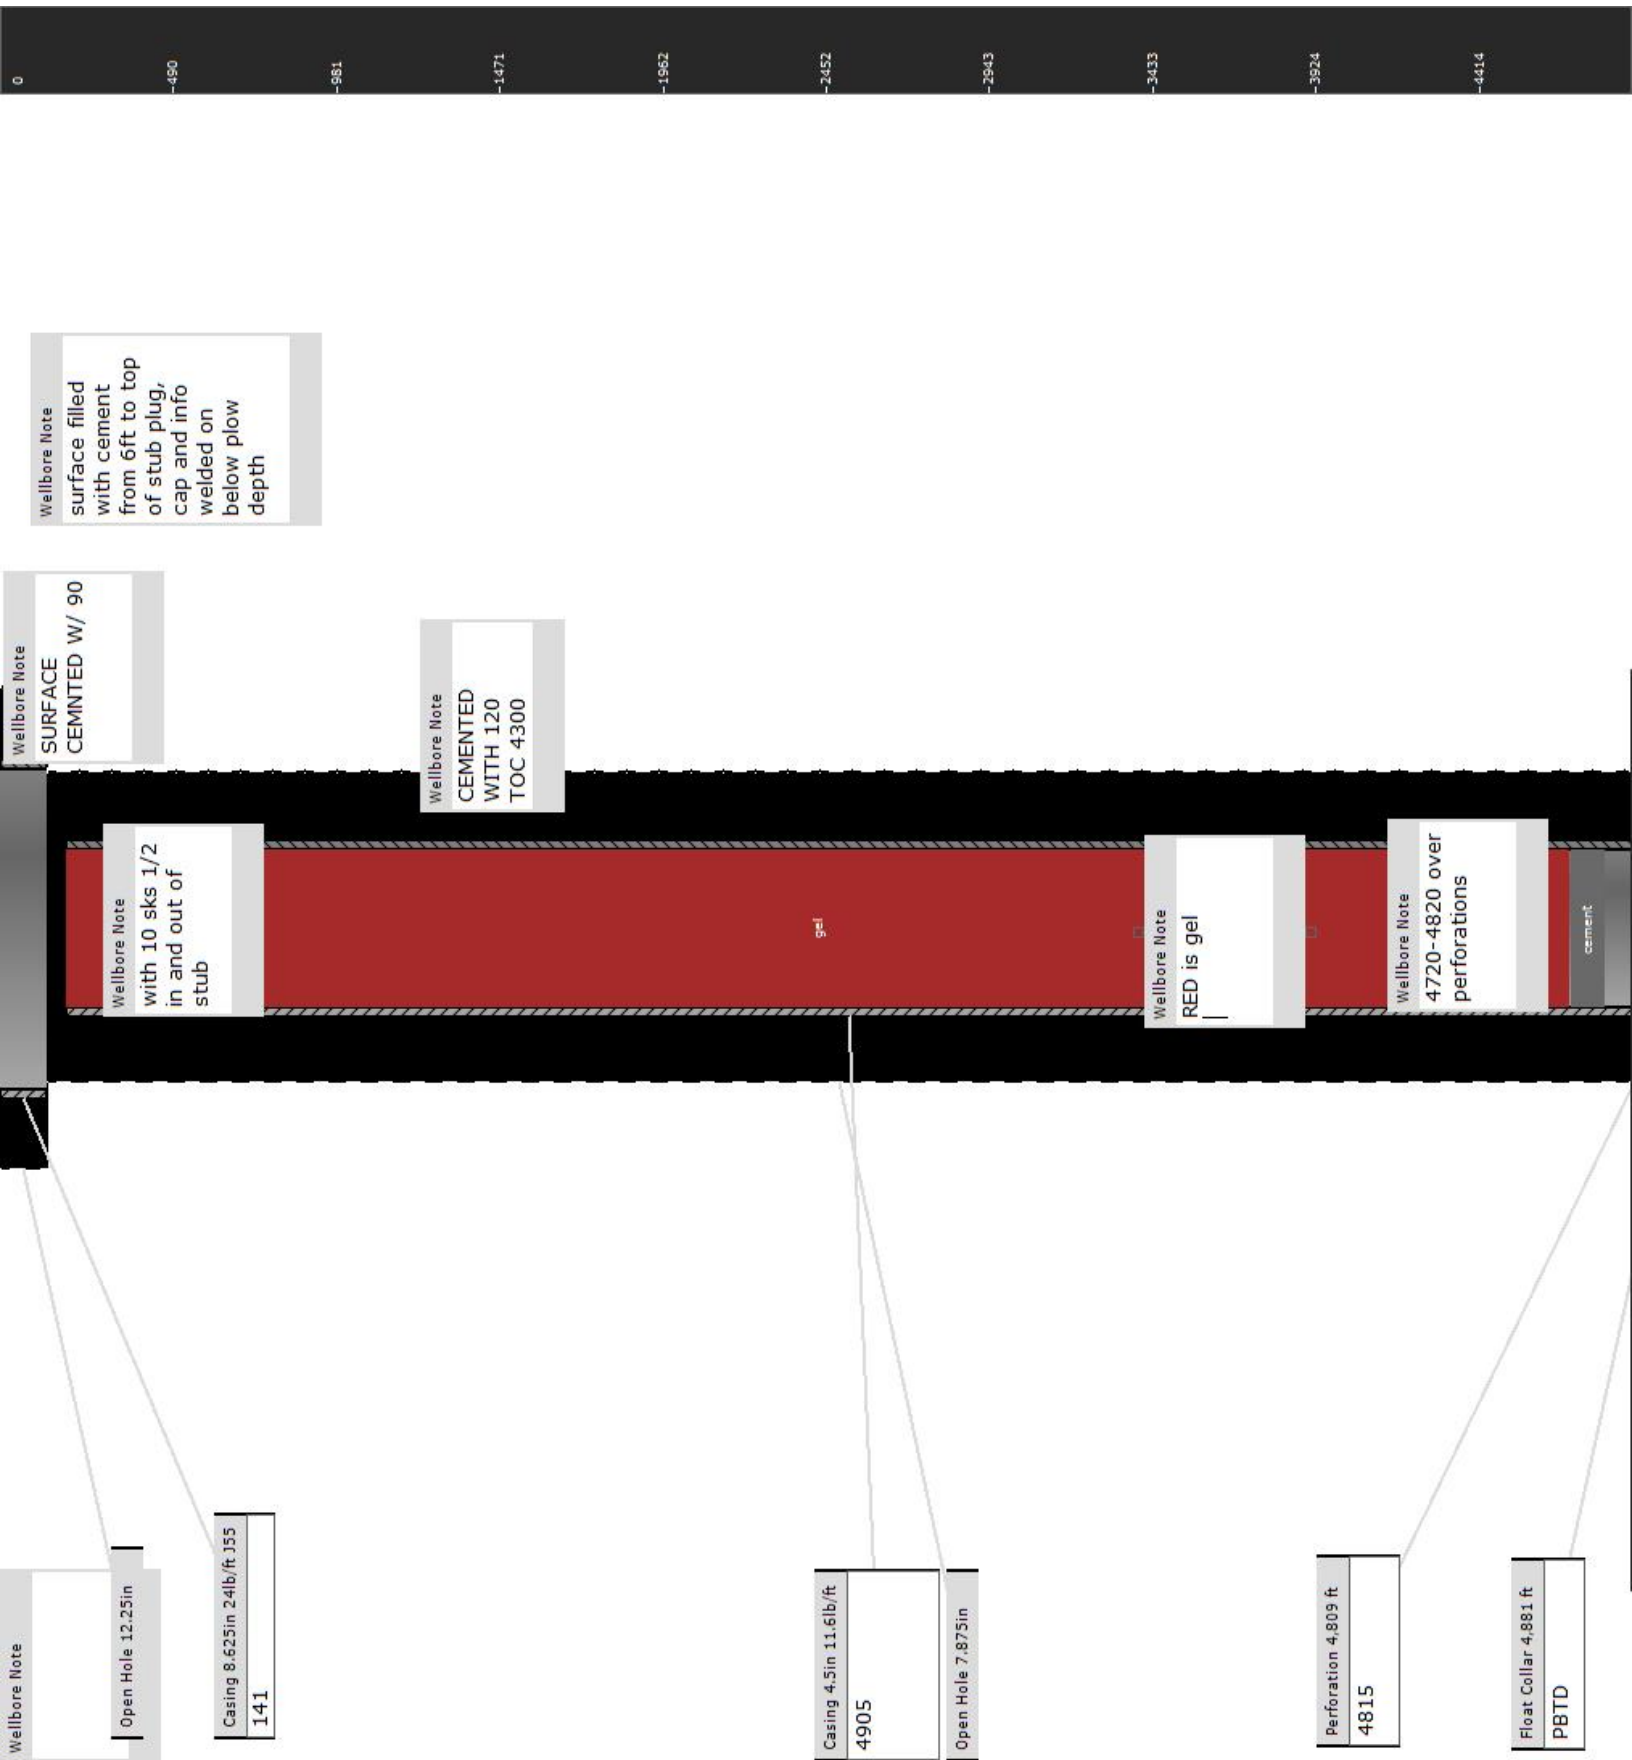 0
-490
-981
-1471
-1962
-2452
-2943
-3433
-3924
-4414
Wellbore Note
surface filled
with cement
from 6ft to top
of stub plug,
cap and info
welded on
below plow
depth
Wellbore Note
SURFACE
CEMNTED W/ 90
Wellbore Note
CEMENTED
WITH 120
TOC 4300
Wellbore Note
with 10 sks 1/2
in and out of
stub
gel
Wellbore Note
RED is gel
Wellbore Note
4720-4820 over
perforations
cement
Wellbore Note
Open Hole 12.25in
Casing 8.625in 24lb/ft J55
141
Casing 4.5in 11.6lb/ft
4905
Open Hole 7.875in
Perforation 4,809 ft
4815
Float Collar 4,881 ft
PBTD